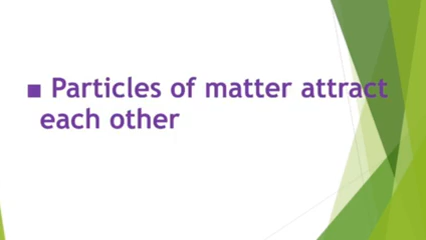 ■ Particles of matter attract
each other